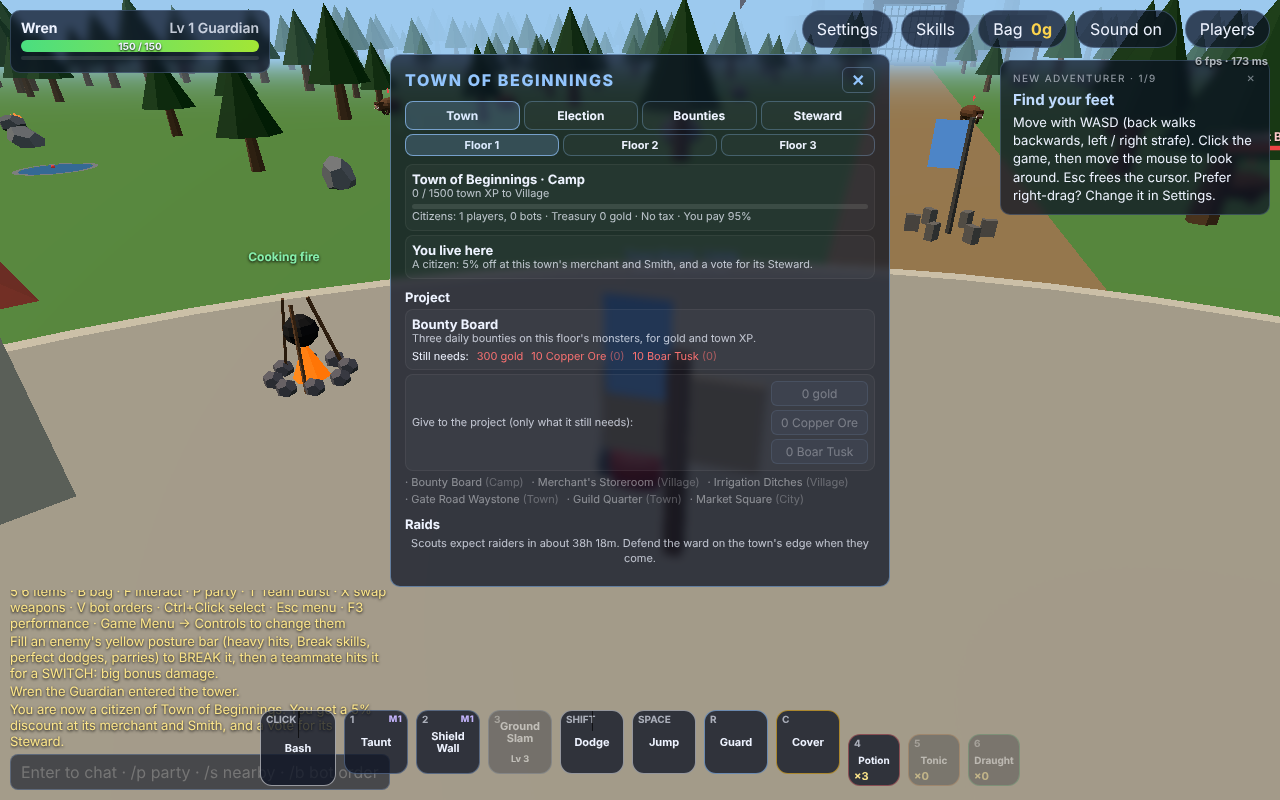 Wren
Lv 1 Guardian
150 / 150
Settings
Skills
Bag 0g
Sound on
Players
6 fps · 173 ms
NEW ADVENTURER · 1/9
×
Find your feet
Move with WASD (back walks
backwards, left / right strafe). Click the
game, then move the mouse to look
around. Esc frees the cursor. Prefer
right-drag? Change it in Settings.
TOWN OF BEGINNINGS
✕
Town
Election
Bounties
Steward
Floor 1
Floor 2
Floor 3
Town of Beginnings · Camp
0 / 1500 town XP to Village
Citizens: 1 players, 0 bots · Treasury 0 gold · No tax · You pay 95%
You live here
A citizen: 5% off at this town's merchant and Smith, and a vote for its Steward.
Project
Bounty Board
Three daily bounties on this floor's monsters, for gold and town XP.
Still needs: 300 gold 10 Copper Ore (0) 10 Boar Tusk (0)
Give to the project (only what it still needs):
0 gold
0 Copper Ore
0 Boar Tusk
· Bounty Board (Camp) · Merchant's Storeroom (Village) · Irrigation Ditches (Village)
· Gate Road Waystone (Town) · Guild Quarter (Town) · Market Square (City)
Raids
Scouts expect raiders in about 38h 18m. Defend the ward on the town's edge when they
come.
Cooking fire
5 6 items · B bag · F interact · P party · T Team Burst · X swap
weapons · V bot orders · Ctrl+Click select · Esc menu · F3
performance · Game Menu → Controls to change them
Fill an enemy's yellow posture bar (heavy hits, Break skills,
perfect dodges, parries) to BREAK it, then a teammate hits it
for a SWITCH: big bonus damage.
Wren the Guardian entered the tower.
You are now a citizen of Town of Beginnings. You get a 5%
discount at its merchant and Smith, and a vote for its
Steward.
Enter to chat · /p party · /s nearby · /b bot order
CLICK
Bash
1 M1
Taunt
2 M1
Shield
Wall
3
Ground
Slam
Lv 3
SHIFT
Dodge
SPACE
Jump
R
Guard
C
Cover
4
Potion
×3
5
Tonic
×0
6
Draught
×0